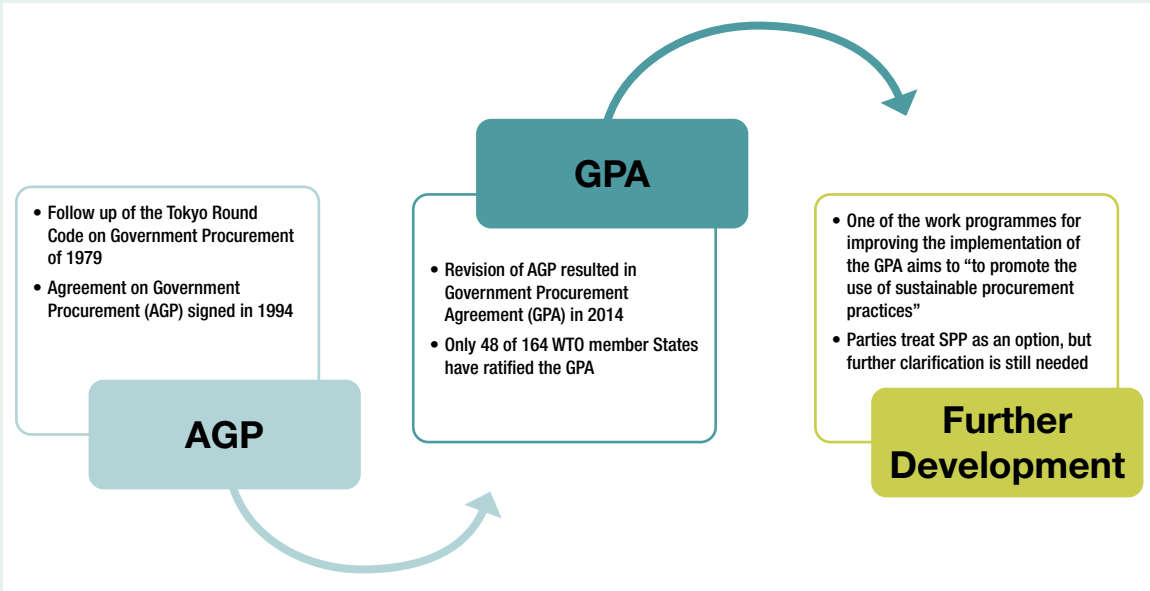 • Follow up of the Tokyo Round
Code on Government Procurement
of 1979
• Agreement on Government
Procurement (AGP) signed in 1994
AGP
GPA
• Revision of AGP resulted in
Government Procurement
Agreement (GPA) in 2014
• Only 48 of 164 WTO member States
have ratified the GPA
• One of the work programmes for
improving the implementation of
the GPA aims to “to promote the
use of sustainable procurement
practices”
• Parties treat SPP as an option, but
further clarification is still needed
Further
Development